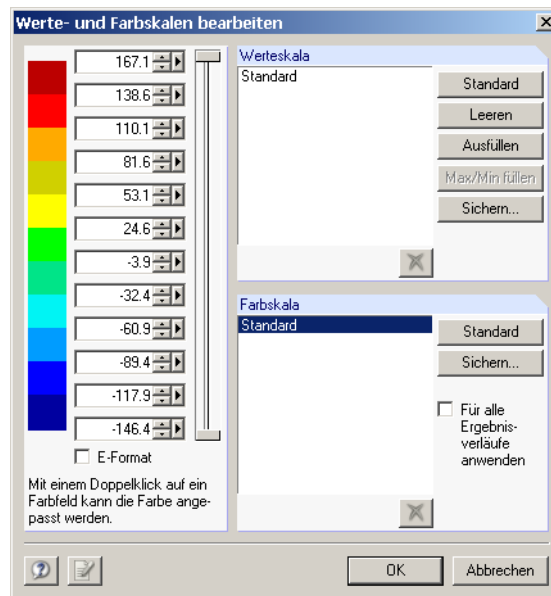 Werte- und Farbskalen bearbeiten
167.1
138.6
110.1
81.6
53.1
24.6
-3.9
-32.4
-60.9
-89.4
-117.9
-146.4
E-Format
Mit einem Doppelklick auf ein
Farbfeld kann die Farbe ange-
passt werden.
Werteskala
Standard
Standard
Leeren
Ausfüllen
Max/Min füllen
Sichern...
Farbskala
Standard
Standard
Sichern...
Für alle
Ergebnis-
verläufe
anwenden
OK
Abbrechen